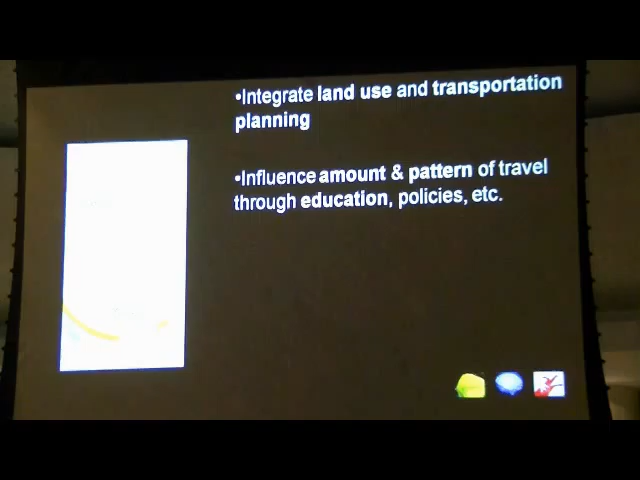 •Integrate land use and transportation
planning
•Influence amount & pattern of travel
through education, policies, etc.